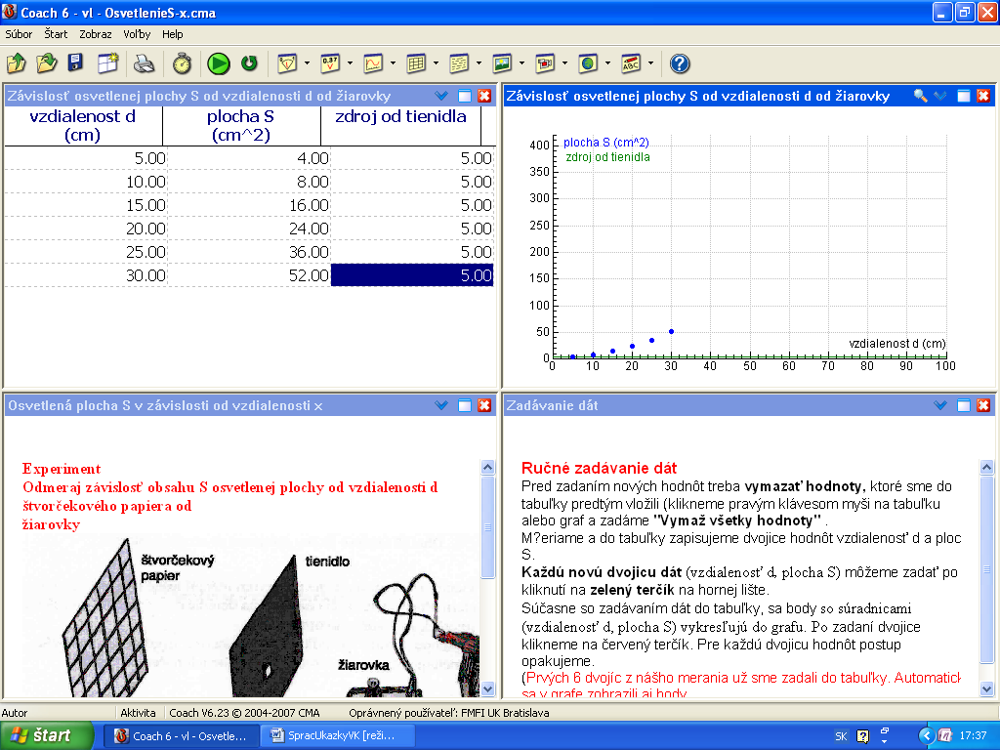 Coach 6 - vl - OsvetlenieS-x.cma
Súbor Štart Zobraz Voľby Help
Závislosť osvetlenej plochy S od vzdialenosti d od žiarovky
vzdialenost d plocha S zdroj od tienidla
(cm) (cm^2)
5.00 4.00 5.00
10.00 8.00 5.00
15.00 16.00 5.00
20.00 24.00 5.00
25.00 36.00 5.00
30.00 52.00 5.00
Závislosť osvetlenej plochy S od vzdialenosti d od žiarovky
plocha S (cm^2)
zdroj od tienidla
400
350
300
250
200
150
100
50
0
vzdialenost d (cm)
0 10 20 30 40 50 60 70 80 90 100
Osvetlená plocha S v závislosti od vzdialenosti x
Experiment
Odmeraj závislosť obsahu S osvetlenej plochy od vzdialenosti d
štvorčekového papiera od
žiarovky
štvorčekový
papier
tienidlo
žiarovka
Zadávanie dát
Ručné zadávanie dát
Pred zadaním nových hodnôt treba vymazať hodnoty, ktoré sme do
tabuľky predtým vložili (klikneme pravým klávesom myši na tabuľku
alebo graf a zadáme "Vymaž všetky hodnoty" .
M?eriame a do tabuľky zapisujeme dvojice hodnôt vzdialenosť d a ploc
S.
Každú novú dvojicu dát (vzdialenosť d, plocha S) môžeme zadať po
kliknutí na zelený terčík na hornej lište.
Súčasne so zadávaním dát do tabuľky, sa body so súradnicami
(vzdialenosť d, plocha S) vykresľujú do grafu. Po zadaní dvojice
klikneme na červený terčík. Pre každú dvojicu hodnôt postup
opakujeme.
(Prvých 6 dvojíc z nášho merania už sme zadali do tabuľky. Automatick
sa v grafe zobrazili aj body
Autor Aktivita Coach V6.23 © 2004-2007 CMA Oprávnený používateľ: FMFI UK Bratislava
štart Coach 6 - vl - Osvetle... SpracUkazkyVK [reži... SK 17:37